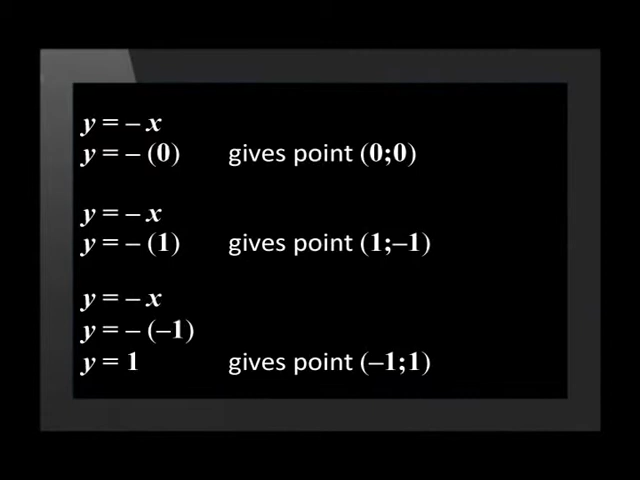 y = – x
y = – (0) gives point (0;0)
y = – x
y = – (1) gives point (1;–1)
y = – x
y = – (–1)
y = 1 gives point (–1;1)